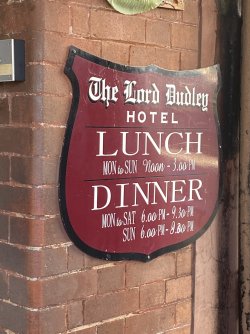 The Lord Dudley
HOTEL
LUNCH
MON to SUN Noon - 3.00 PM
DINNER
MON to SAT 6.00 PM - 9.30 PM
SUN 6.00 PM - 8.30 PM